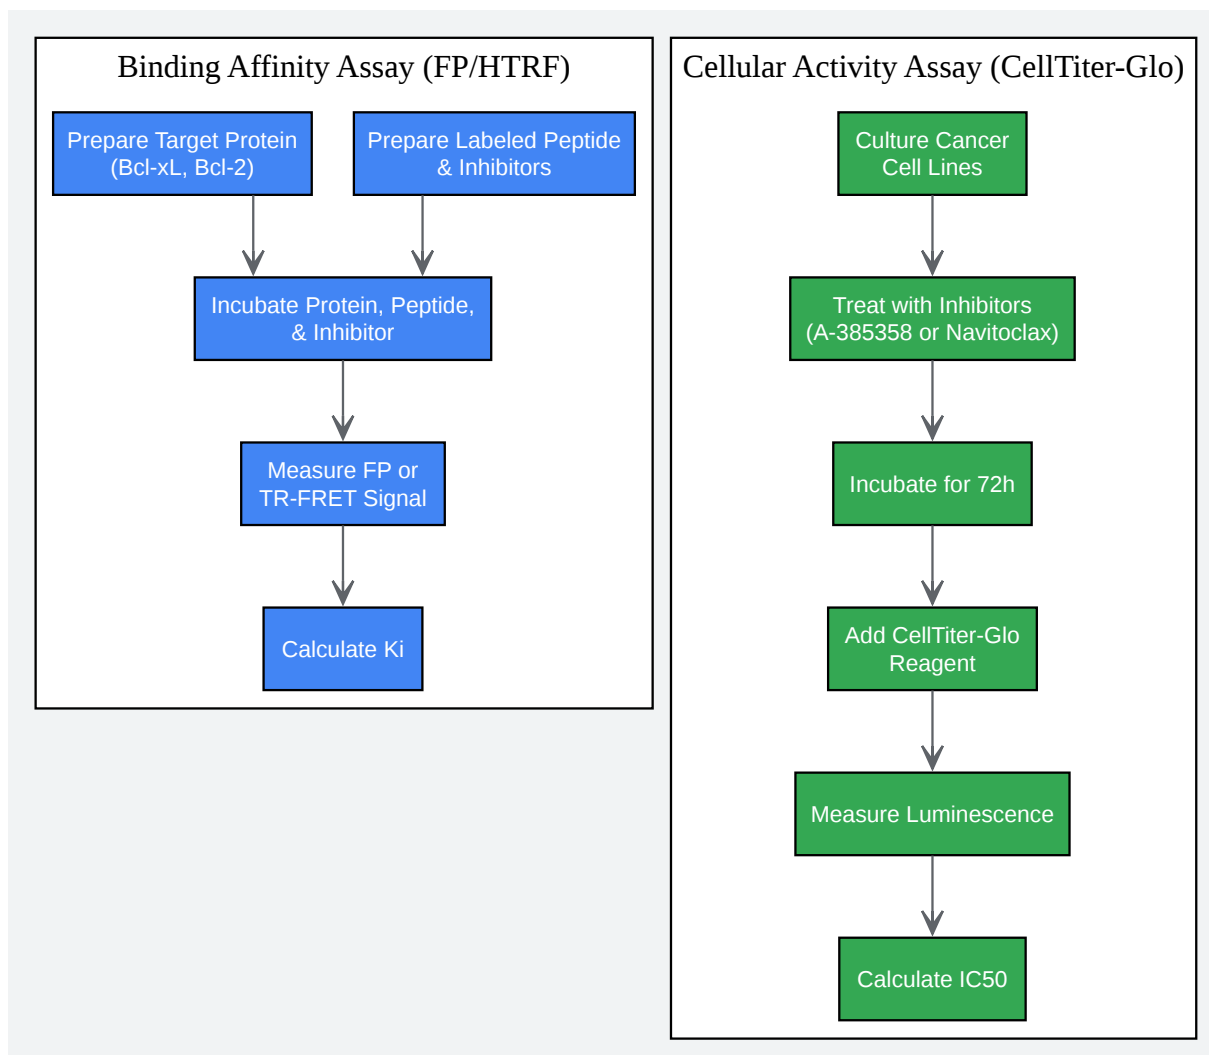 Binding Affinity Assay (FP/HTRF)
Prepare Target Protein
(Bcl-xL, Bcl-2)
Prepare Labeled Peptide
& Inhibitors
Incubate Protein, Peptide,
& Inhibitor
Measure FP or
TR-FRET Signal
Calculate Ki
Cellular Activity Assay (CellTiter-Glo)
Culture Cancer
Cell Lines
Treat with Inhibitors
(A-385358 or Navitoclax)
Incubate for 72h
Add CellTiter-Glo
Reagent
Measure Luminescence
Calculate IC50